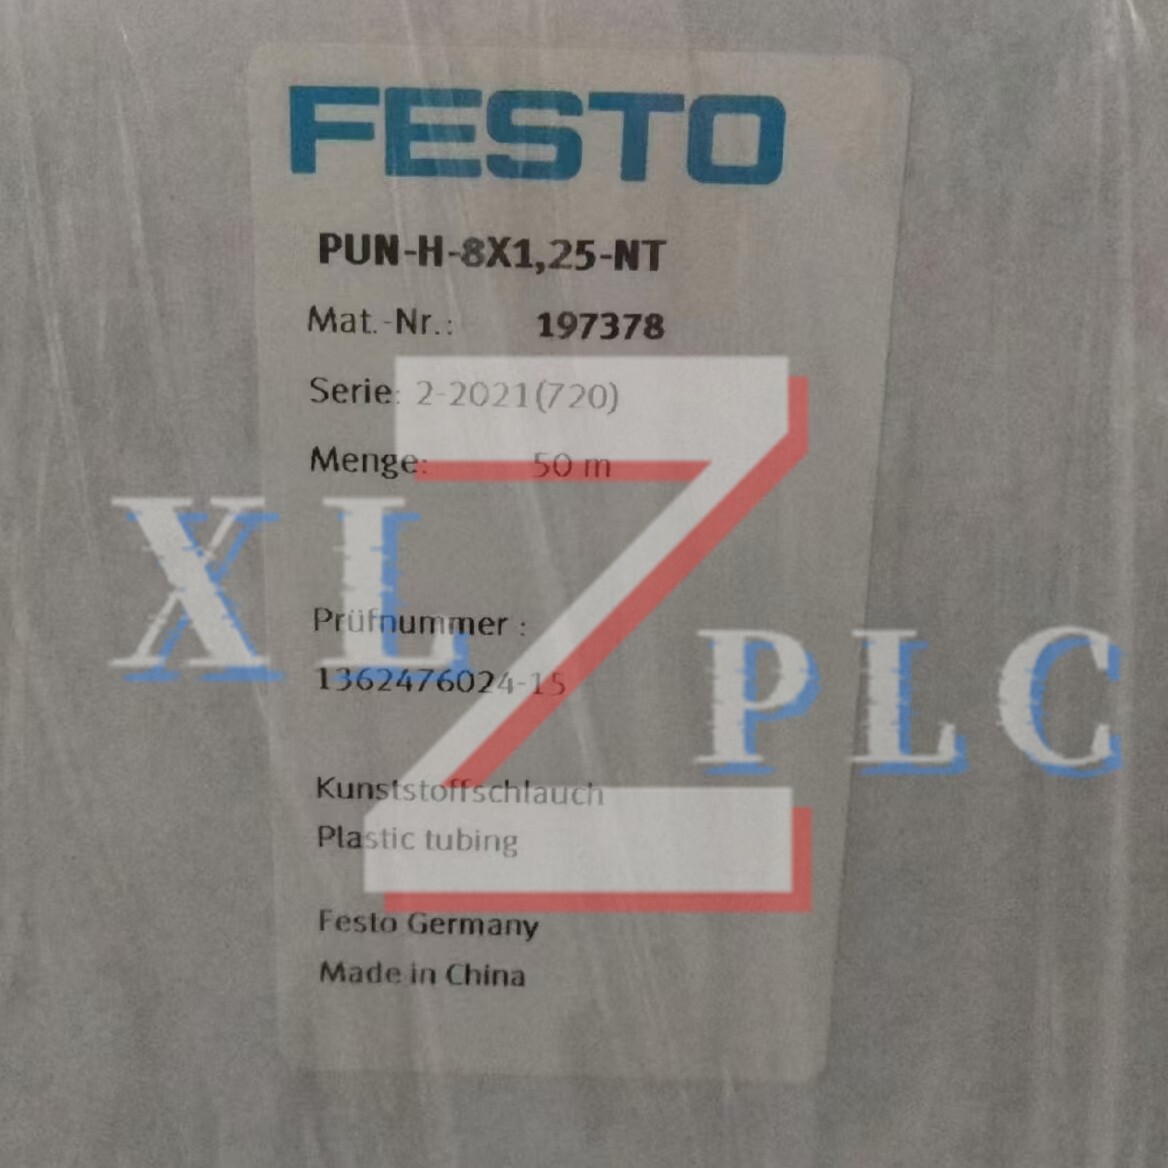 FESTO
PUN-H-8X1,25-NT
Mat.-Nr.: 197378
Serie: 2-2021(720)
Menge: 50 m
XL Z PLC
Prüfnummer :
1362476024-15
Kunststoffschlauch
Plastic tubing
Festo Germany
Made in China